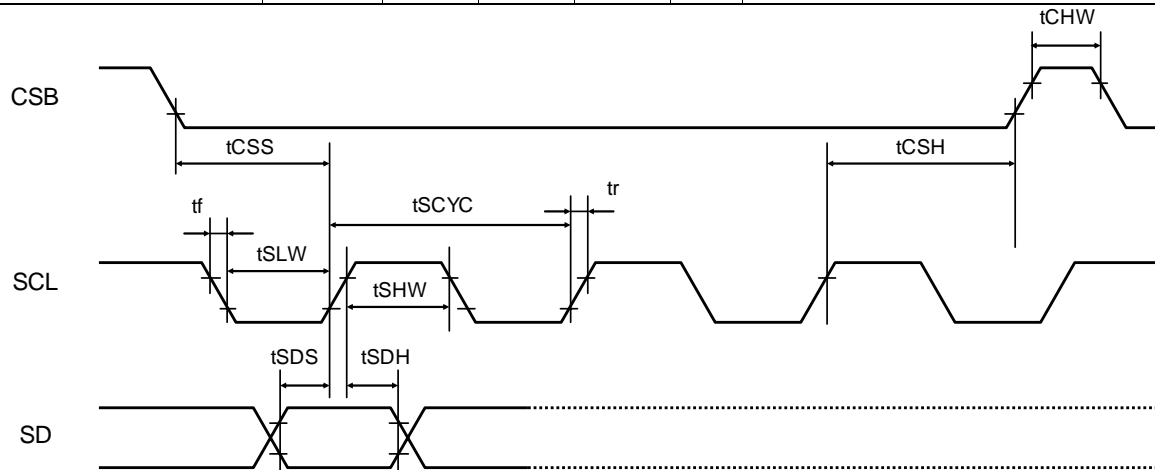 tCHW
CSB
tCSS
tCSH
tf
tSCYC
tr
tSLW
SCL
tSHW
tSDS
tSDH
SD